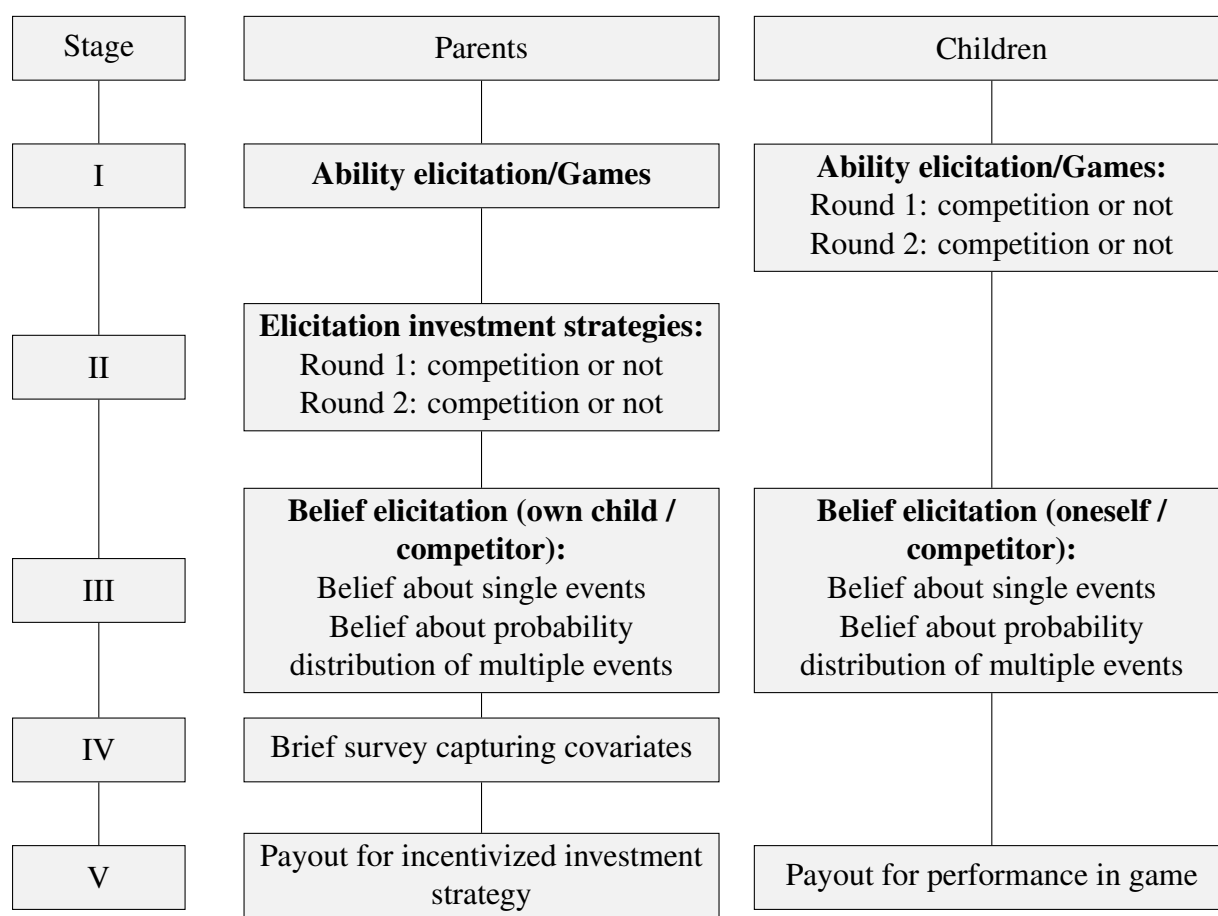 Stage
Parents
Children
I
Ability elicitation/Games
Ability elicitation/Games:
Round 1: competition or not
Round 2: competition or not
II
Elicitation investment strategies:
Round 1: competition or not
Round 2: competition or not
III
Belief elicitation (own child /
competitor):
Belief about single events
Belief about probability
distribution of multiple events
Belief elicitation (oneself /
competitor):
Belief about single events
Belief about probability
distribution of multiple events
IV
Brief survey capturing covariates
V
Payout for incentivized investment
strategy
Payout for performance in game